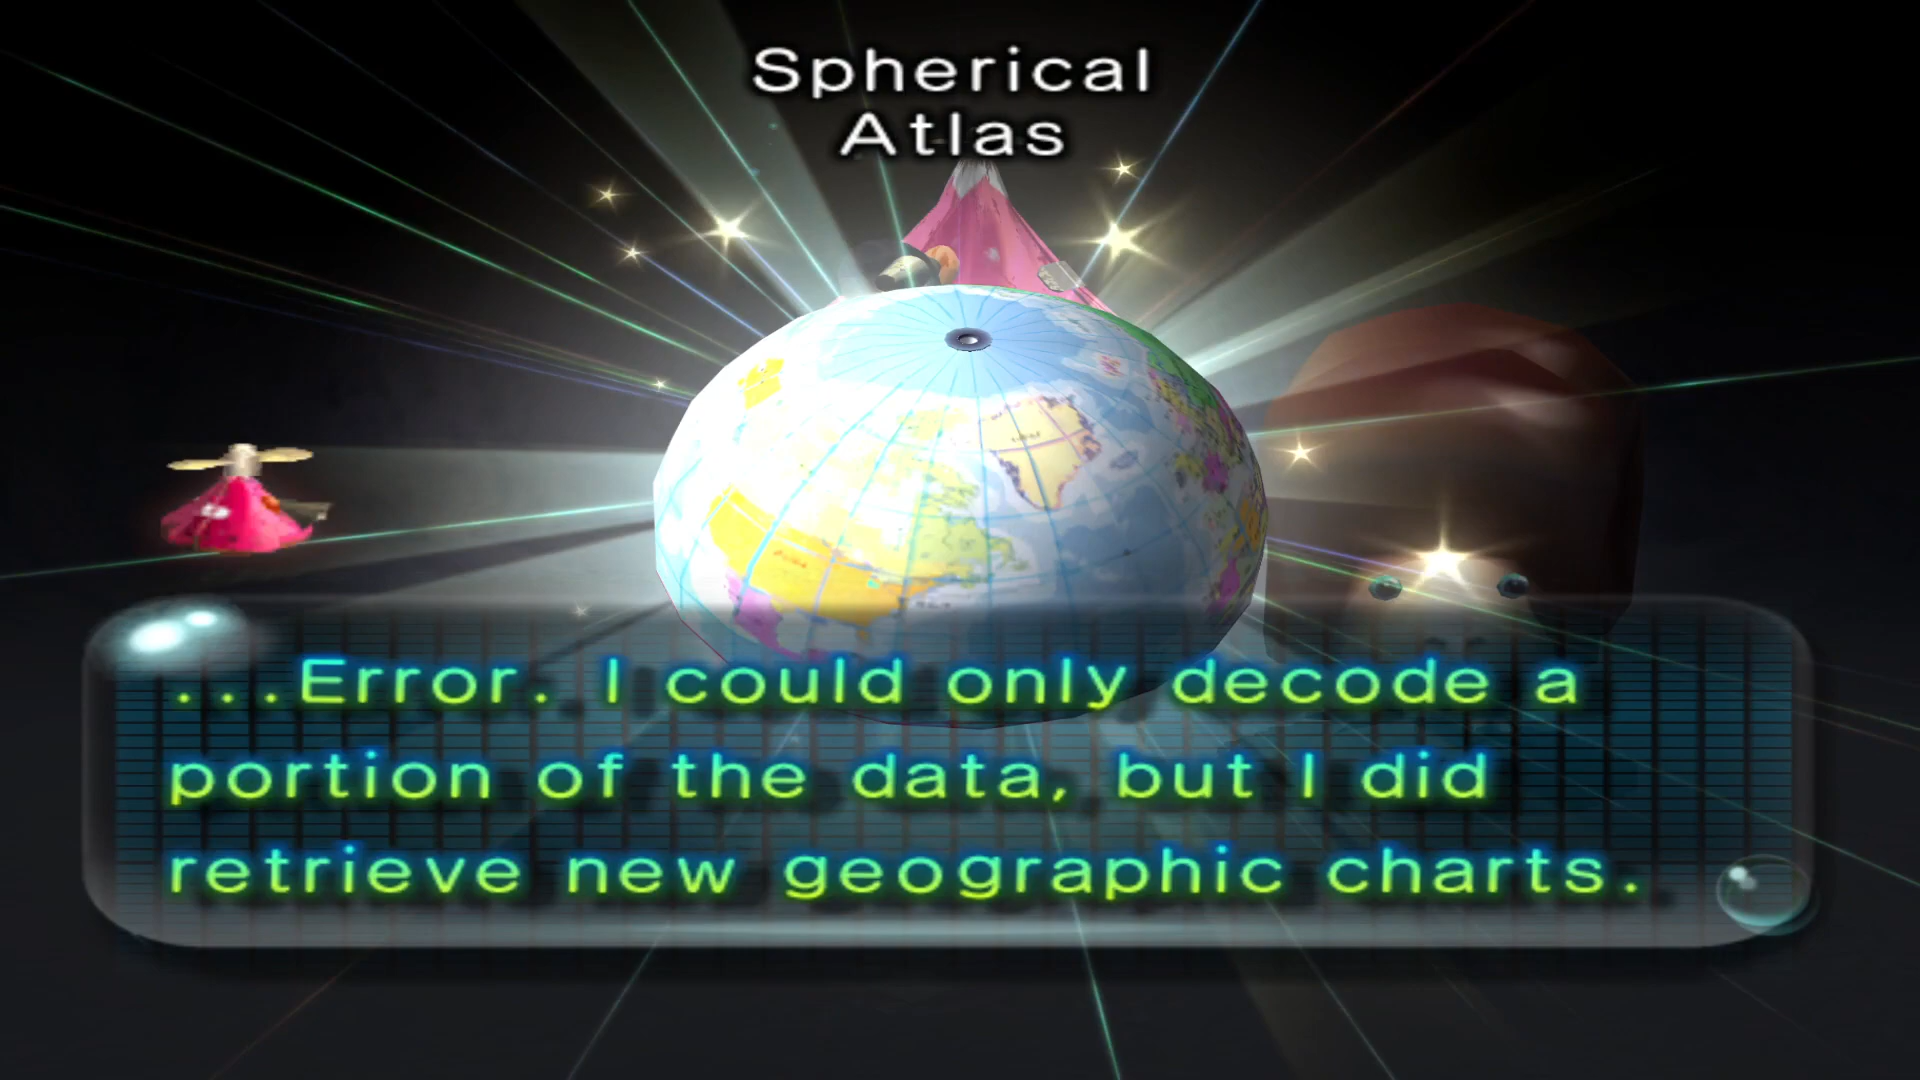 Spherical
Atlas
...Error. I could only decode a
portion of the data, but I did
retrieve new geographic charts.